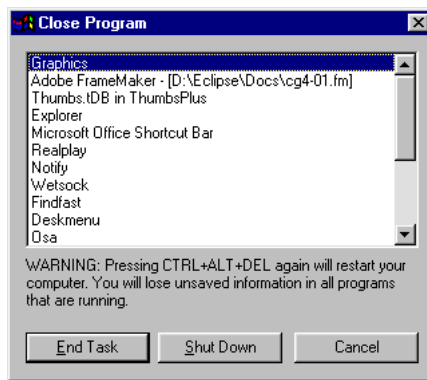 Close Program
Graphics
Adobe FrameMaker - [D:\Eclipse\Docs\cg4-01.fm]
Thumbs.tDB in ThumbsPlus
Explorer
Microsoft Office Shortcut Bar
Realplay
Notify
Wetsock
Findfast
Deskmenu
Osa
WARNING: Pressing CTRL+ALT+DEL again will restart your
computer. You will lose unsaved information in all programs
that are running.
End Task
Shut Down
Cancel